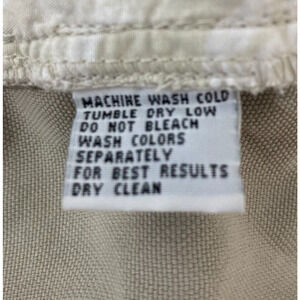 MACHINE WASH COLD
TUMBLE DRY LOW
DO NOT BLEACH
WASH COLORS
SEPARATELY
FOR BEST RESULTS
DRY CLEAN